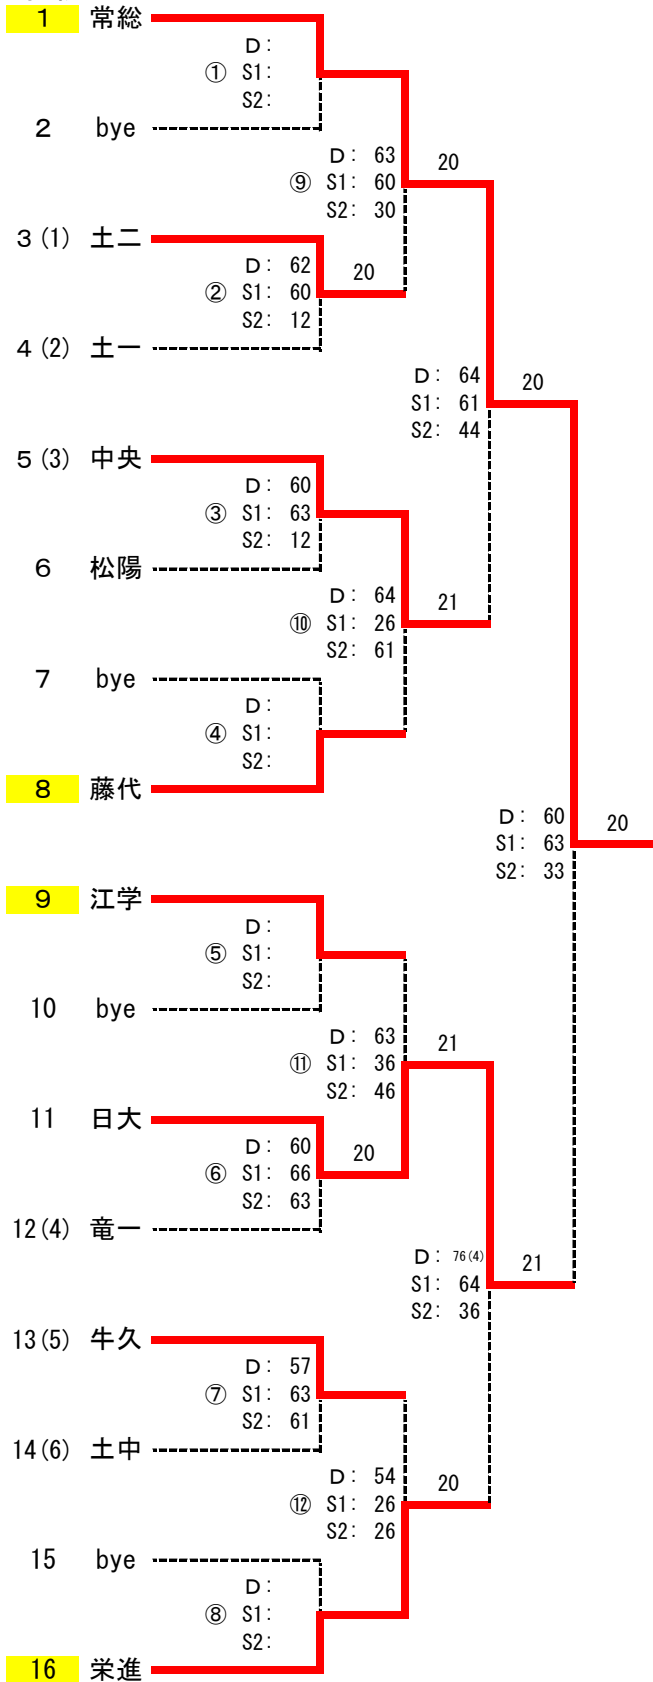 1 常総
D:
① S1:
S2:
2 bye
D: 63 20
⑨ S1: 60
S2: 30
3(1) 土二
D: 62 20
② S1: 60
S2: 12
4(2) 土一
D: 64 20
S1: 61
S2: 44
5(3) 中央
D: 60
③ S1: 63
S2: 12
6 松陽
D: 64 21
⑩ S1: 26
S2: 61
7 bye
D:
④ S1:
S2:
8 藤代
D: 60 20
S1: 63
S2: 33
9 江学
D:
⑤ S1:
S2:
10 bye
D: 63 21
⑪ S1: 36
S2: 46
11 日大
D: 60 20
⑥ S1: 66
S2: 63
12(4) 竜一
D: 76(4) 21
S1: 64
S2: 36
13(5) 牛久
D: 57
⑦ S1: 63
S2: 61
14(6) 土中
D: 54 20
⑫ S1: 26
S2: 26
15 bye
D:
⑧ S1:
S2:
16 栄進